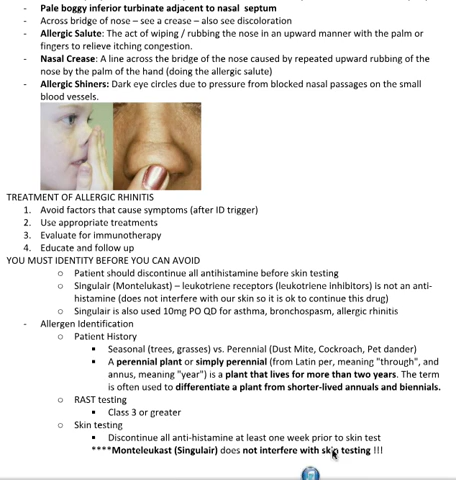 - Pale boggy inferior turbinate adjacent to nasal septum
- Across bridge of nose – see a crease – also see discoloration
- Allergic Salute: The act of wiping / rubbing the nose in an upward manner with the palm or
fingers to relieve itching congestion.
- Nasal Crease: A line across the bridge of the nose caused by repeated upward rubbing of the
nose by the palm of the hand (doing the allergic salute)
- Allergic Shiners: Dark eye circles due to pressure from blocked nasal passages on the small
blood vessels.
TREATMENT OF ALLERGIC RHINITIS
1. Avoid factors that cause symptoms (after ID trigger)
2. Use appropriate treatments
3. Evaluate for immunotherapy
4. Educate and follow up
YOU MUST IDENTITY BEFORE YOU CAN AVOID
o Patient should discontinue all antihistamine before skin testing
o Singulair (Montelukast) – leukotriene receptors (leukotriene inhibitors) is not an anti-
histamine (does not interfere with our skin so it is ok to continue this drug)
o Singulair is also used 10mg PO QD for asthma, bronchospasm, allergic rhinitis
- Allergen Identification
o Patient History
▪ Seasonal (trees, grasses) vs. Perennial (Dust Mite, Cockroach, Pet dander)
▪ A perennial plant or simply perennial (from Latin per, meaning "through", and
annus, meaning "year") is a plant that lives for more than two years. The term
is often used to differentiate a plant from shorter-lived annuals and biennials.
o RAST testing
▪ Class 3 or greater
o Skin testing
▪ Discontinue all anti-histamine at least one week prior to skin test
****Monteleukast (Singulair) does not interfere with skin testing !!!